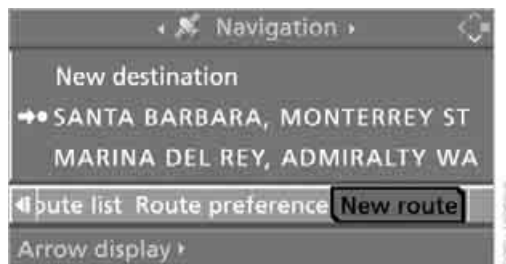 Navigation
New destination
SANTA BARBARA, MONTERREY ST
MARINA DEL REY, ADMIRALTY WA
oute list Route preference New route
Arrow display